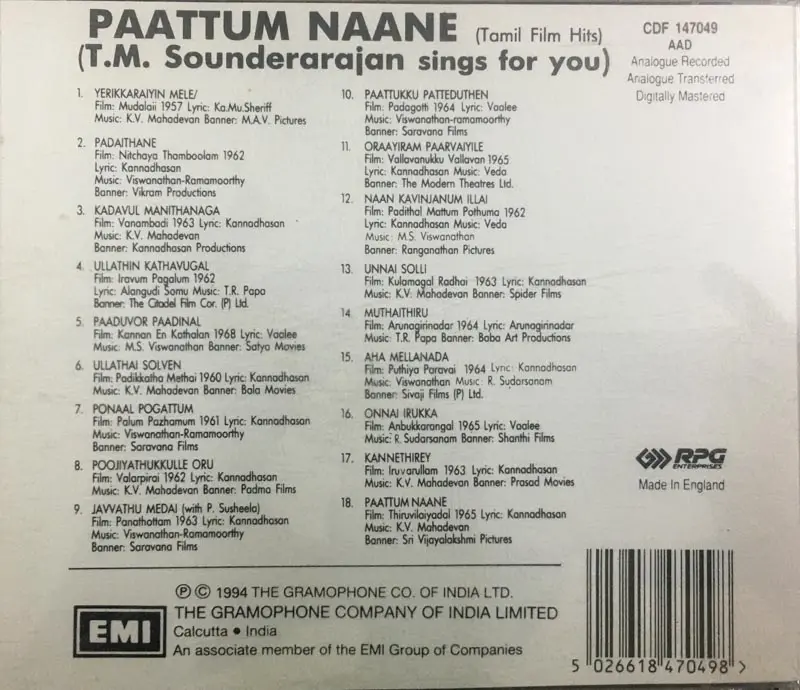 PAATTUM NAANE (Tamil Film Hits)
(T.M. Sounderarajan sings for you)
CDF 147049
AAD
Analogue Recorded
Analogue Transferred
Digitally Mastered
1. YERIKKARAIYIN MELE/
Film: Mudalaii 1957 Lyric: Ka.Mu.Sheriff
Music: K.V. Mahadevan Banner: M.A.V. Pictures
2. PADAITHANE
Film: Nitchaya Thamboolam 1962
Lyric: Kannadhasan
Music: Viswanathan-Ramamoorthy
Banner: Vikram Productions
3. KADAVUL MANITHANAGA
Film: Vanambadi 1963 Lyric: Kannadhasan
Music: K.V. Mahadevan
Banner: Kannadhasan Productions
4. ULLATHIN KATHAVUGAL
Film: Iravum Pagalum 1962
Lyric: Alangudi Somu Music: T.R. Papa
Banner: The Citadel Film Cor. (P) Ltd.
5. PAADUVOR PAADINAL
Film: Kannan En Kathalan 1968 Lyric: Vaalee
Music: M.S. Viswanathan Banner: Satya Movies
6. ULLATHAI SOLVEN
Film: Padikkatha Methai 1960 Lyric: Kannadhasan
Music: K.V. Mahadevan Banner: Bala Movies
7. PONAAL POGATTUM
Film: Palum Pazhamum 1961 Lyric: Kannadhasan
Music: Viswanathan-Ramamoorthy
Banner: Saravana Films
8. POOJIYATHUKKULLE ORU
Film: Valarpirai 1962 Lyric: Kannadhasan
Music: K.V. Mahadevan Banner: Padma Films
9. JAVVATHU MEDAI (with P. Susheela)
Film: Panathottam 1963 Lyric: Kannadhasan
Music: Viswanathan-Ramamoorthy
Banner: Saravana Films
10. PAATTUKKU PATTEDUTHEN
Film: Padagotti 1964 Lyric: Vaalee
Music: Viswanathan-ramamoorthy
Banner: Saravana Films
11. ORAAYIRAM PAARVAIYILE
Film: Vallavanukku Vallavan 1965
Lyric: Kannadhasan Music: Veda
Banner: The Modern Theatres Ltd.
12. NAAN KAVINJANUM ILLAI
Film: Padithal Mattum Pothuma 1962
Lyric: Kannadhasan Music: Veda
Music: M.S. Viswanathan
Banner: Ranganathan Pictures
13. UNNAI SOLLI
Film: Kulamagal Radhai 1963 Lyric: Kannadhasan
Music: K.V. Mahadevan Banner: Spider Films
14 MUTHAITHIRU
Film: Arunagirinadar 1964 Lyric: Arunagirinadar
Music: T.R. Papa Banner: Baba Art Productions
15. AHA MELLANADA
Film: Puthiya Paravai 1964 Lyric: Kannadhasan
Music: Viswanathan Music: R. Sudarsanam
Banner: Sivaji Films (P) Ltd.
16. ONNAI IRUKKA
Film: Anbukkarangal 1965 Lyric: Vaalee
Music: R. Sudarsanam Banner: Shanthi Films
17. KANNETHIREY
Film: Iruvarullam 1963 Lyric: Kannadhasan
Music: K.V. Mahadevan Banner: Prasad Movies
18. PAATTUM NAANE
Film: Thiruvilaiyadal 1965 Lyric: Kannadhasan
Music: K.V. Mahadevan
Banner: Sri Vijayalakshmi Pictures
RPG
ENTERPRISES
Made In England
Ⓟ © 1994 THE GRAMOPHONE CO. OF INDIA LTD.
THE GRAMOPHONE COMPANY OF INDIA LIMITED
Calcutta • India
An associate member of the EMI Group of Companies
EMI
5 026618 470498 >